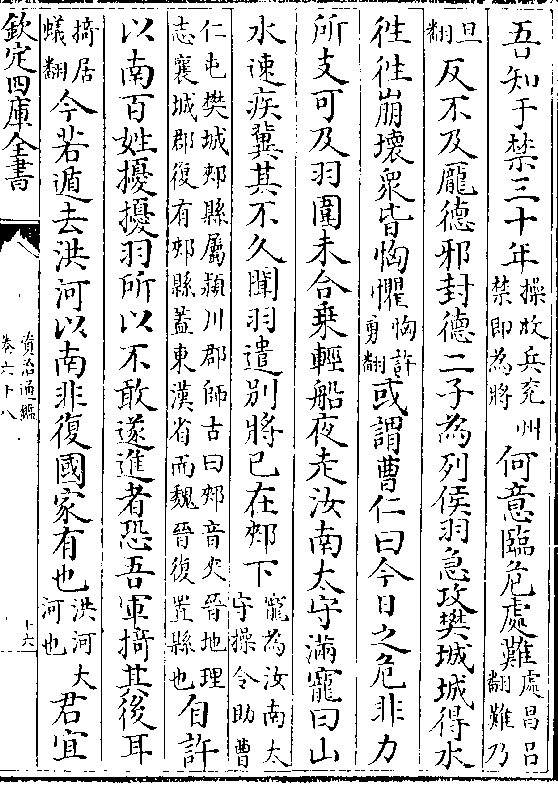 吾知于禁三十年操收兵兖州禁即為將何意臨危處難處昌吕翻難乃
旦翻反不及龐德邪封德二子為列侯羽急攻樊城城得水
徃徃崩壞衆皆恟懼恟許勇翻或謂曹仁曰今日之危非力
所支可及羽圍未合乗輕船夜走汝南太守滿寵曰山
水速疾冀其不久聞羽遣别將已在郟下寵為汝南太守操令助曹
仁屯樊城郟縣屬潁川郡師古曰郟音夾晉地理志襄城郡復有郟縣蓋東漢省而魏晉復置縣也自許
以南百姓擾擾羽所以不敢遂進者恐吾軍掎其後耳
掎居蟻翻今若遁去洪河以南非復國家有也洪河大河也君宜
欽定四庫全書
資治通鑑
卷六十八
十六